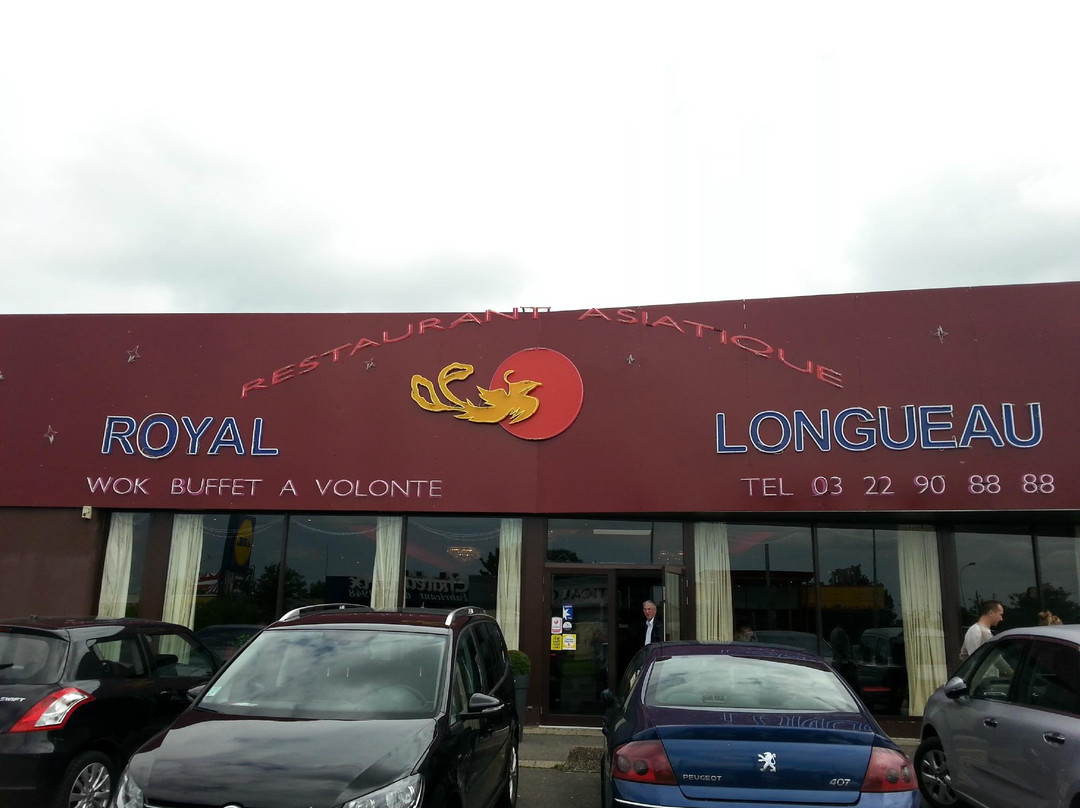 RESTAURANT ASIATIQUE
ROYAL LONGUEAU
WOK BUFFET A VOLONTE
TEL 03 22 90 88 88
PEUGEOT 407